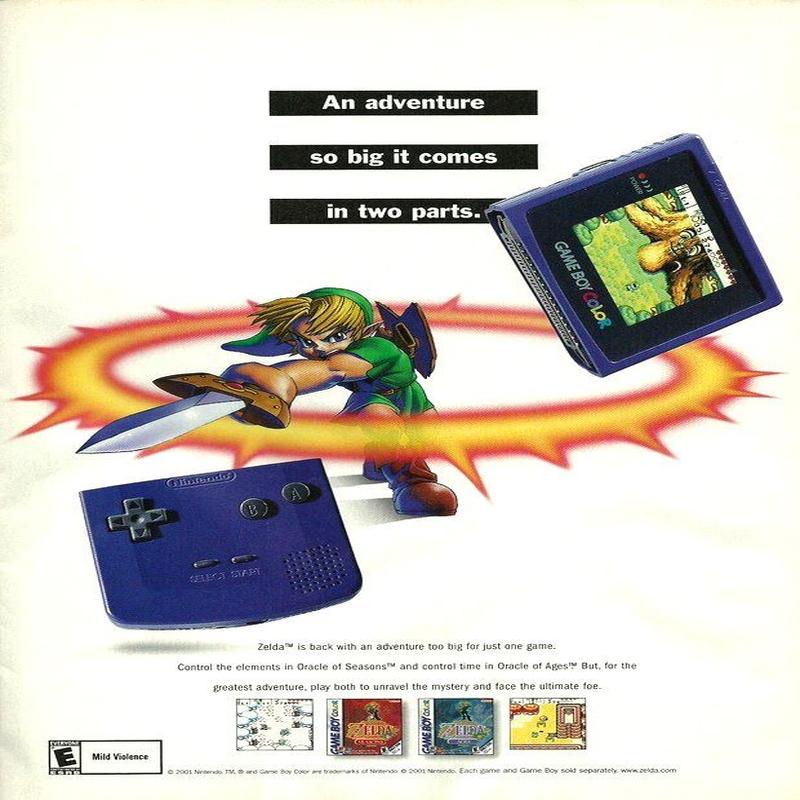 An adventure
so big it comes
in two parts.
POWER
GAME BOY COLOR
Nintendo
B A
SELECT START
Zelda™ is back with an adventure too big for just one game.
Control the elements in Oracle of Seasons™ and control time in Oracle of Ages™ But, for the
greatest adventure, play both to unravel the mystery and face the ultimate foe.
GAME BOY COLOR
ZELDA
GAME BOY COLOR
ZELDA
EVERYONE
E
ESRB
Mild Violence
© 2001 Nintendo. TM, ® and Game Boy Color are trademarks of Nintendo. © 2001 Nintendo. Each game and Game Boy sold separately. www.zelda.com